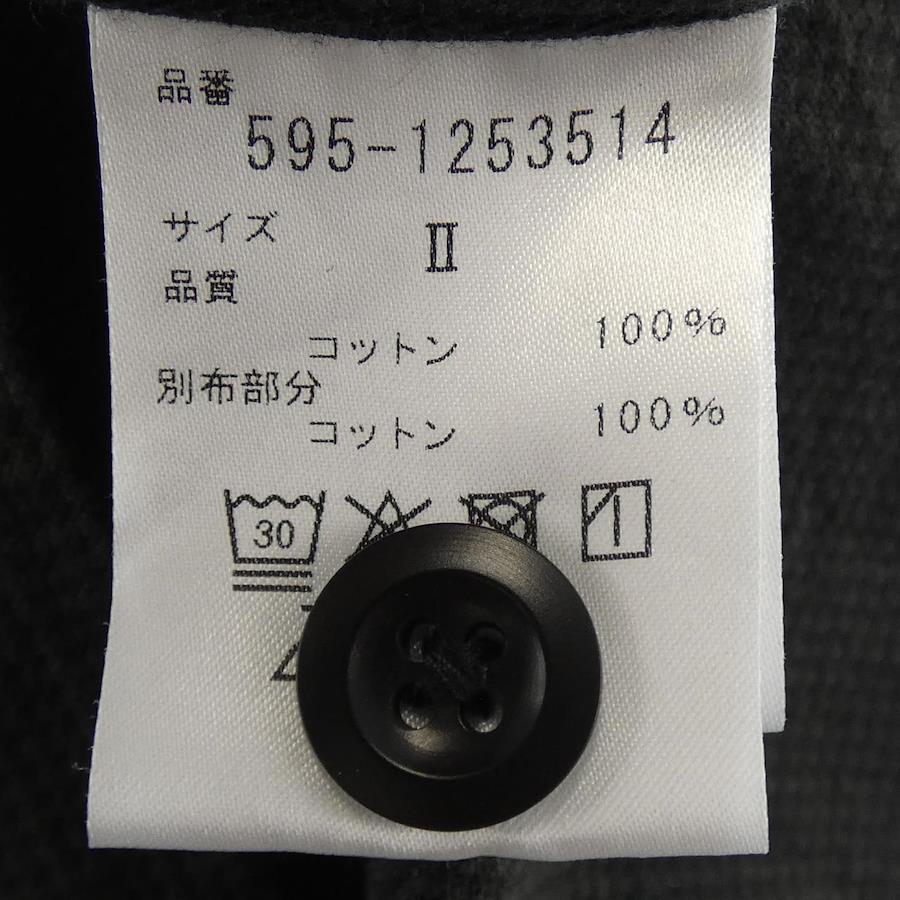 品番
595-1253514
サイズ Ⅱ
品質
コットン 100%
別布部分
コットン 100%
30